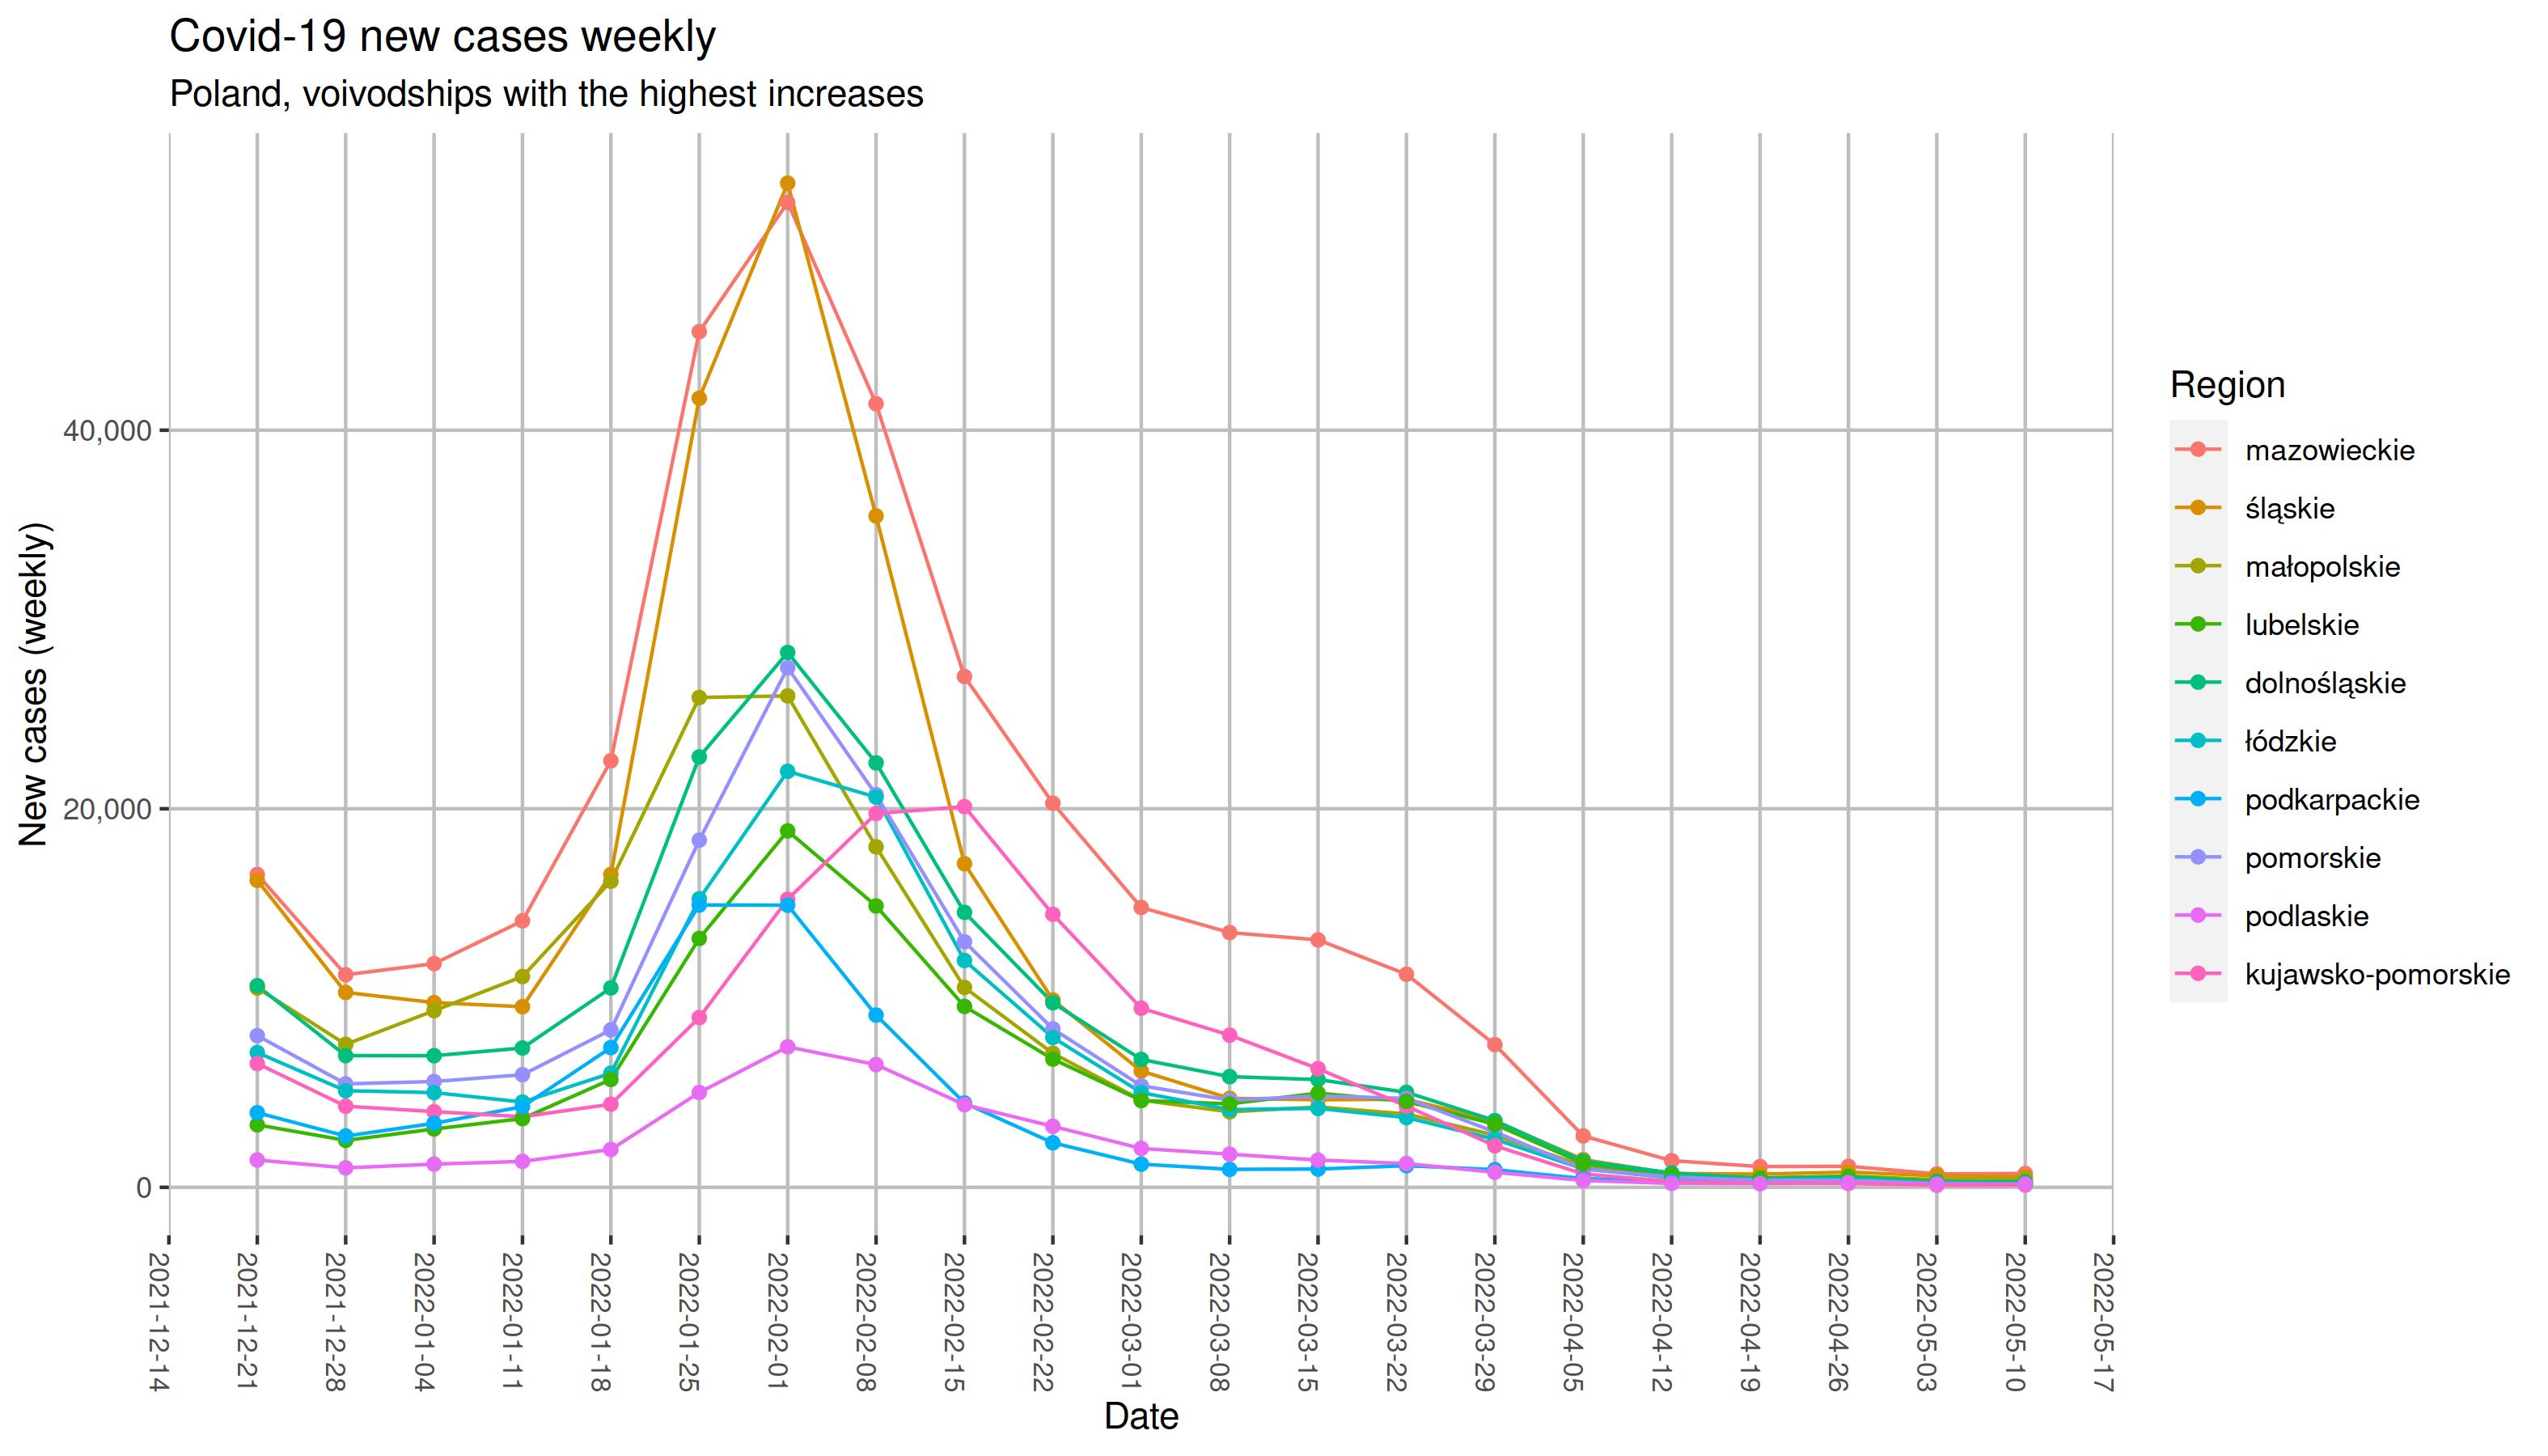 Covid-19 new cases weekly
Poland, voivodships with the highest increases
New cases (weekly)
40,000
20,000
0
2021-12-14
2021-12-21
2021-12-28
2022-01-04
2022-01-11
2022-01-18
2022-01-25
2022-02-01
2022-02-08
2022-02-15
2022-02-22
2022-03-01
2022-03-08
2022-03-15
2022-03-22
2022-03-29
2022-04-05
2022-04-12
2022-04-19
2022-04-26
2022-05-03
2022-05-10
2022-05-17
Date
Region
mazowieckie
śląskie
małopolskie
lubelskie
dolnośląskie
łódzkie
podkarpackie
pomorskie
podlaskie
kujawsko-pomorskie